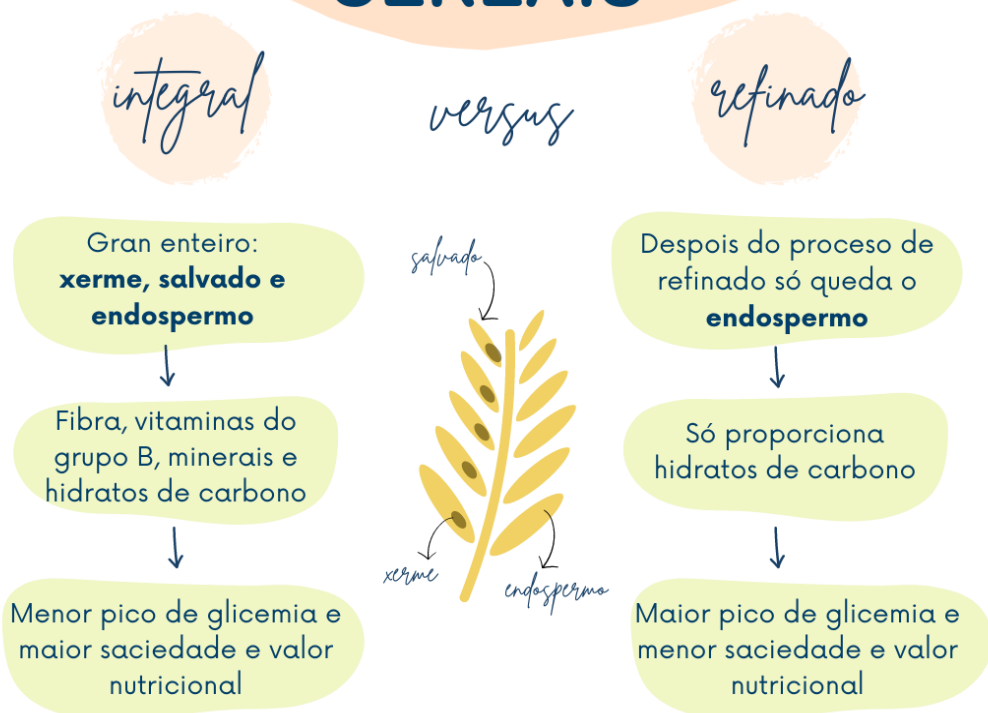 CEREAIS
integral
versus
refinado
Gran enteiro:
xerme, salvado e
endospermo
Fibra, vitaminas do
grupo B, minerais e
hidratos de carbono
Menor pico de glicemia e
maior saciedade e valor
nutricional
salvado
xerme
endospermo
Despois do proceso de
refinado só queda o
endospermo
Só proporciona
hidratos de carbono
Maior pico de glicemia e
menor saciedade e valor
nutricional